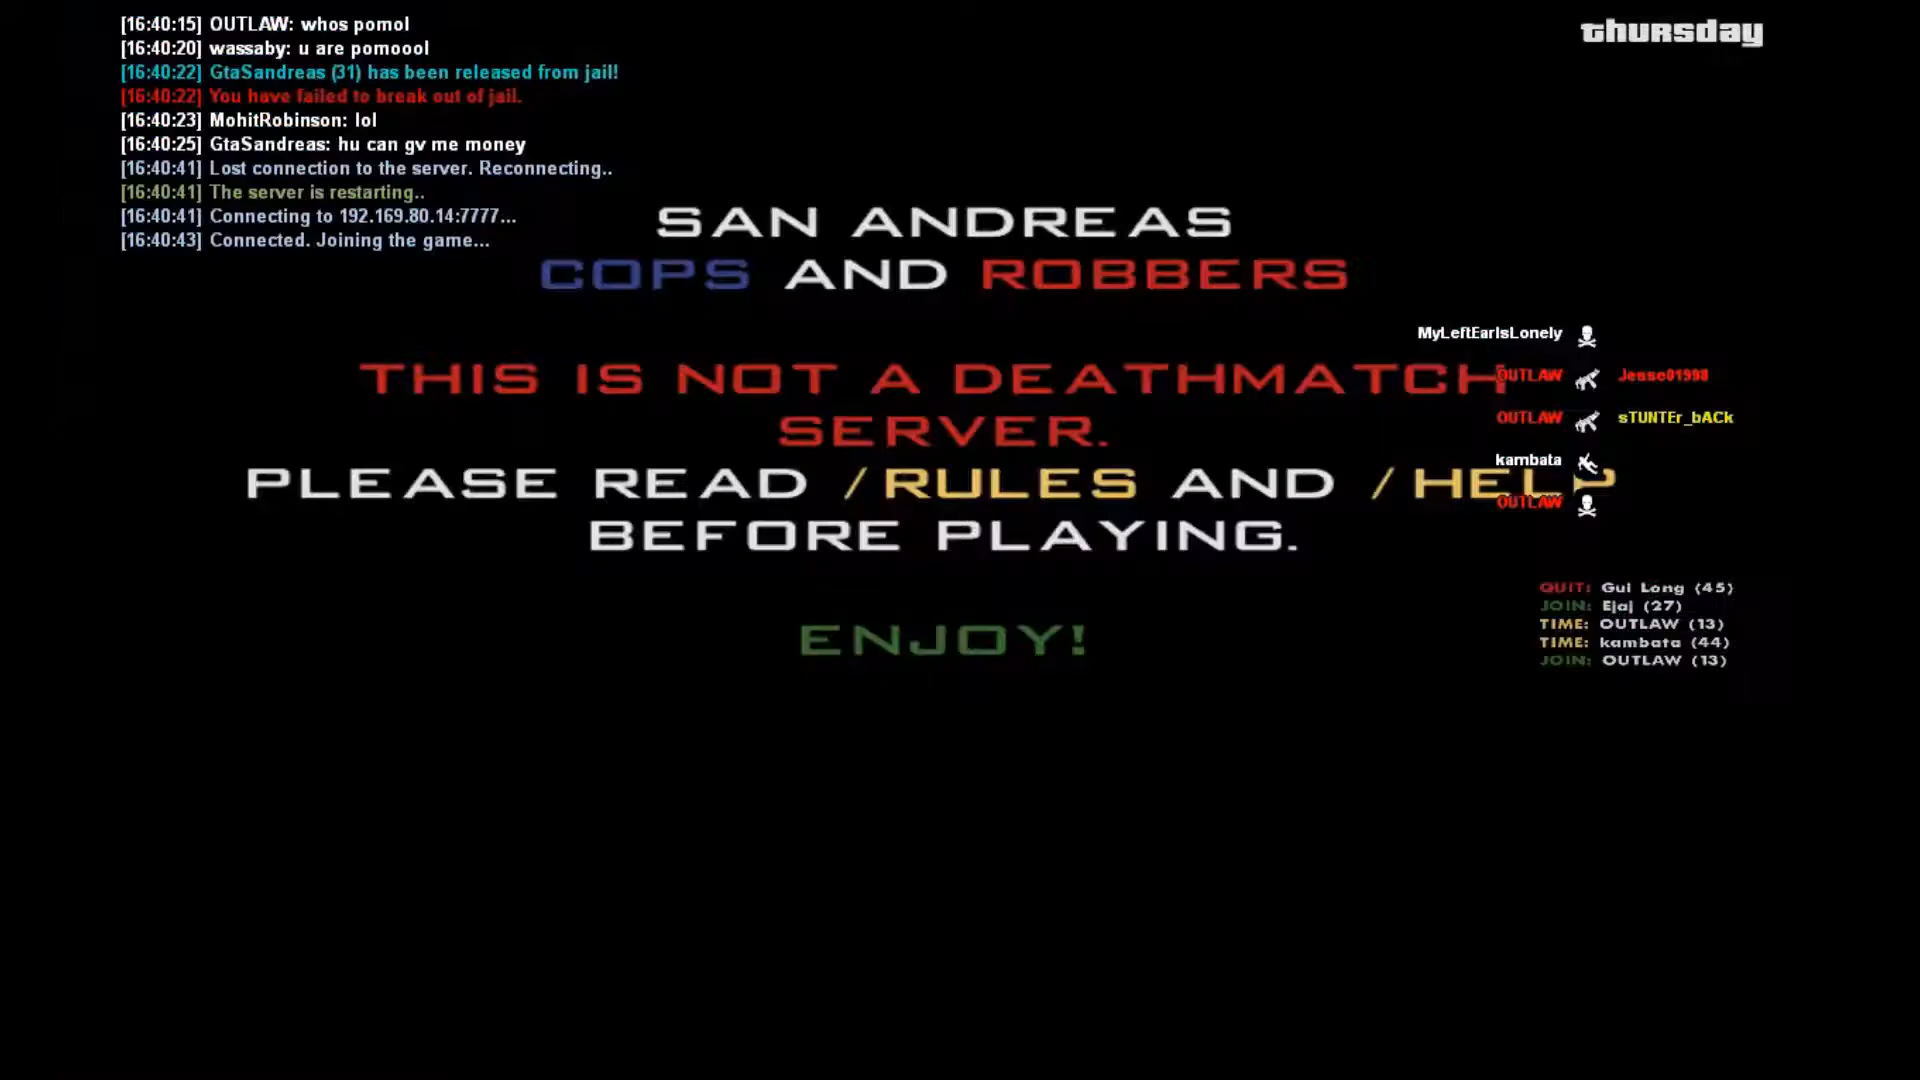 [16:40:15] OUTLAW: whos pomol
[16:40:20] wassaby: u are pomoool
[16:40:22] GtaSandreas (31) has been released from jail!
[16:40:22] You have failed to break out of jail.
[16:40:23] MohitRobinson: lol
[16:40:25] GtaSandreas: hu can gv me money
[16:40:41] Lost connection to the server. Reconnecting..
[16:40:41] The server is restarting..
[16:40:41] Connecting to 192.169.80.14:7777...
[16:40:43] Connected. Joining the game...
Thursday
SAN ANDREAS
COPS AND ROBBERS
THIS IS NOT A DEATHMATCH
SERVER.
PLEASE READ /RULES AND /HELP
BEFORE PLAYING.
ENJOY!
MyLeftEarIsLonely
OUTLAW Jesse01998
OUTLAW sTUNTEr_bACk
kambata
OUTLAW
QUIT: Gul Long (45)
JOIN: Ejaj (27)
TIME: OUTLAW (13)
TIME: kambata (44)
JOIN: OUTLAW (13)